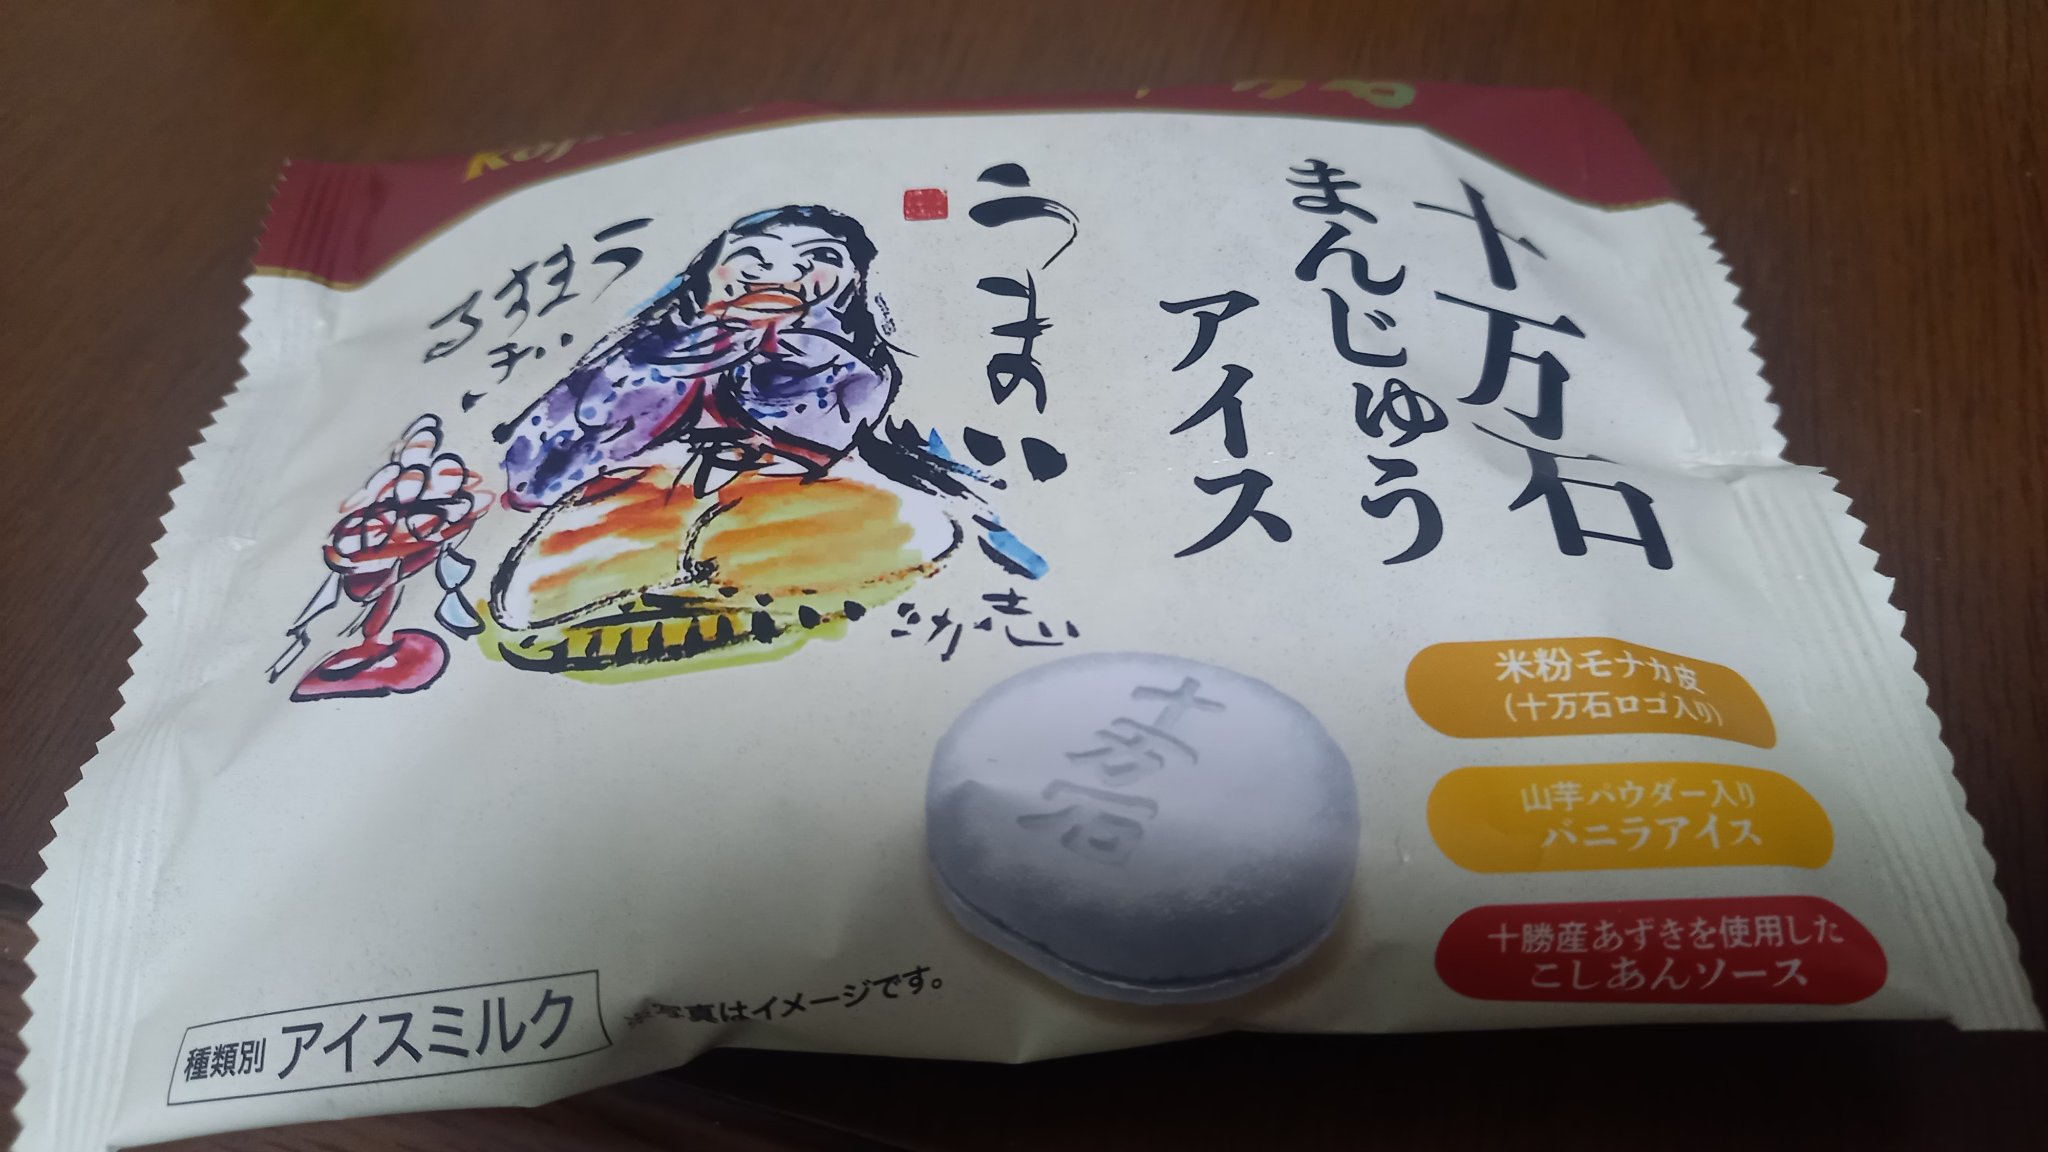 十万石
まんじゅう
アイス
うまい
うますぎる
米粉モナカ皮
(十万石ロゴ入り)
山芋パウダー入り
バニラアイス
十勝産あずきを使用した
こしあんソース
十万石
種類別 アイスミルク
※写真はイメージです。